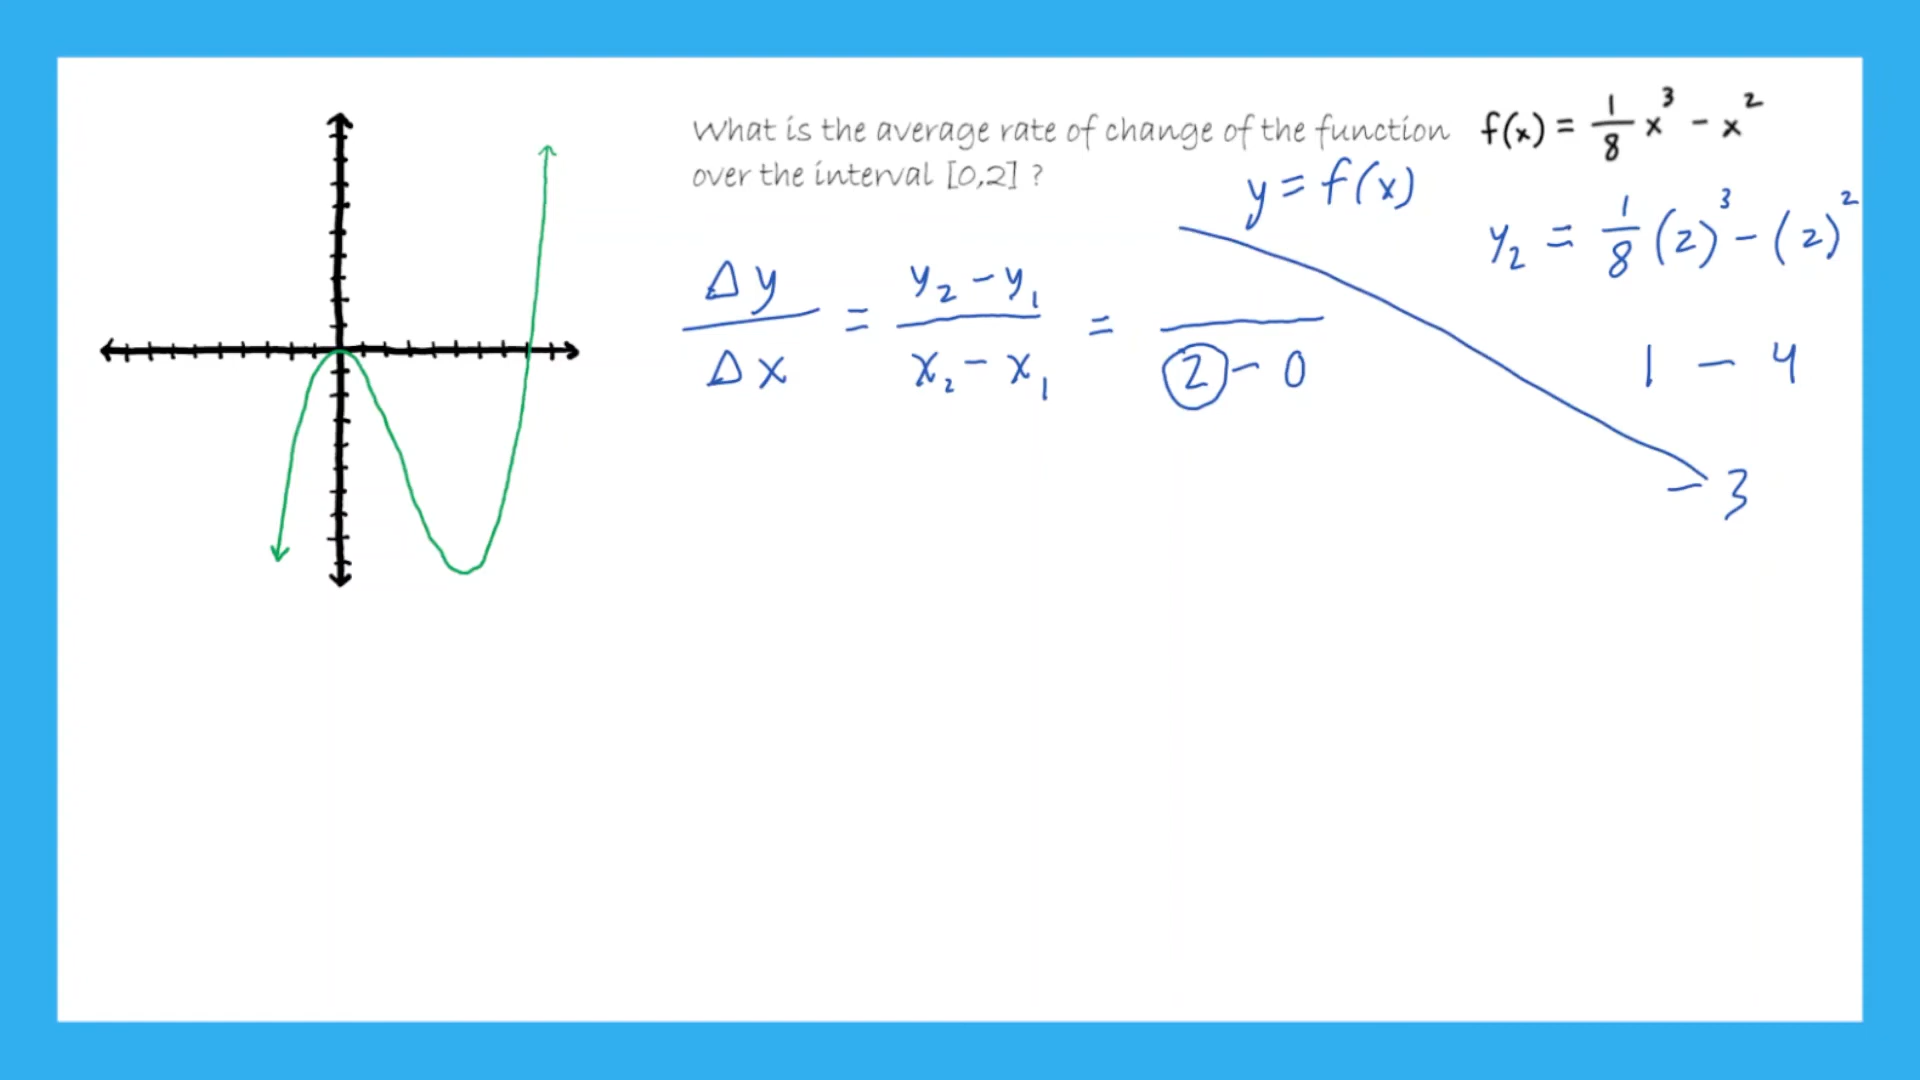 What is the average rate of change of the function f(x) = 1/8 x³ - x²
over the interval [0,2] ?
y = f(x)
y₂ = 1/8 (2)³ - (2)²
Δy/Δx = y₂ - y₁ / x₂ - x₁ = / 2 - 0
1 - 4
-3